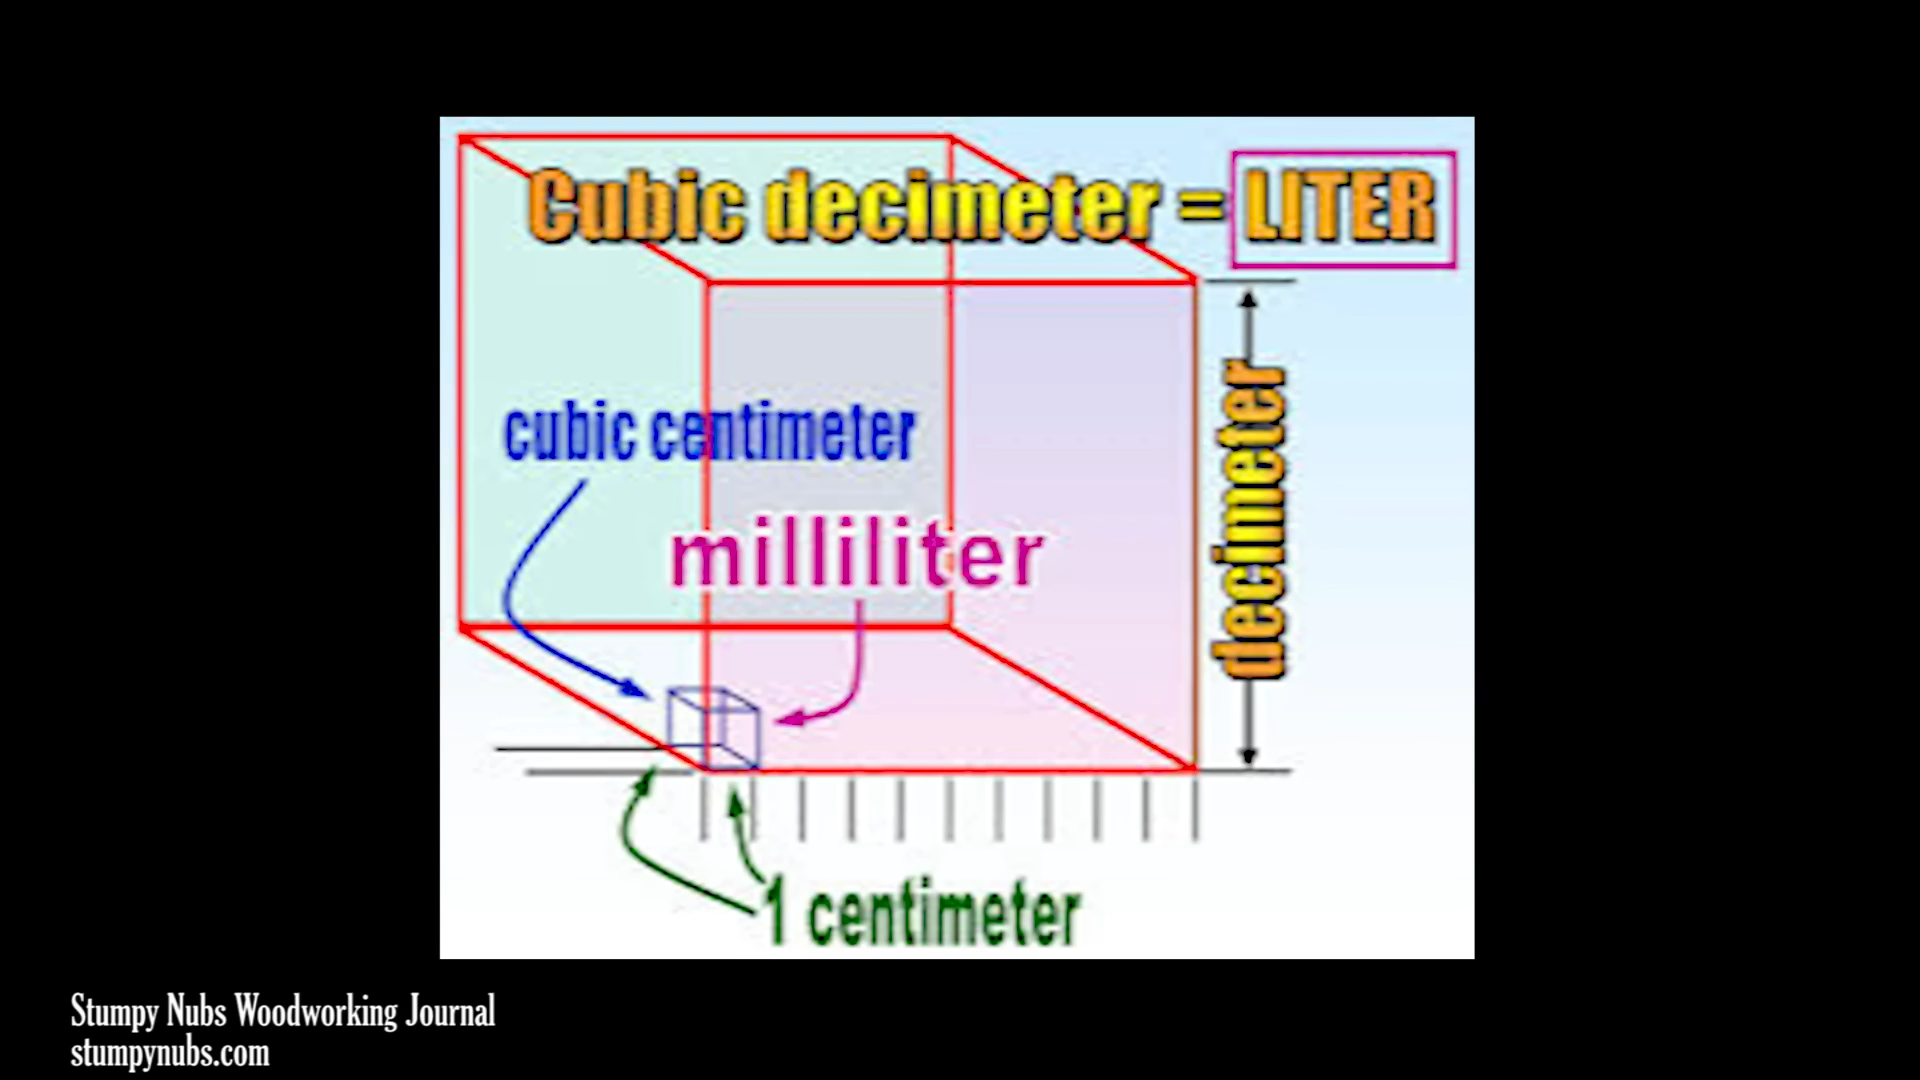 Cubic decimeter = LITER
cubic centimeter
milliliter
decimeter
1 centimeter
Stumpy Nubs Woodworking Journal
stumpynubs.com